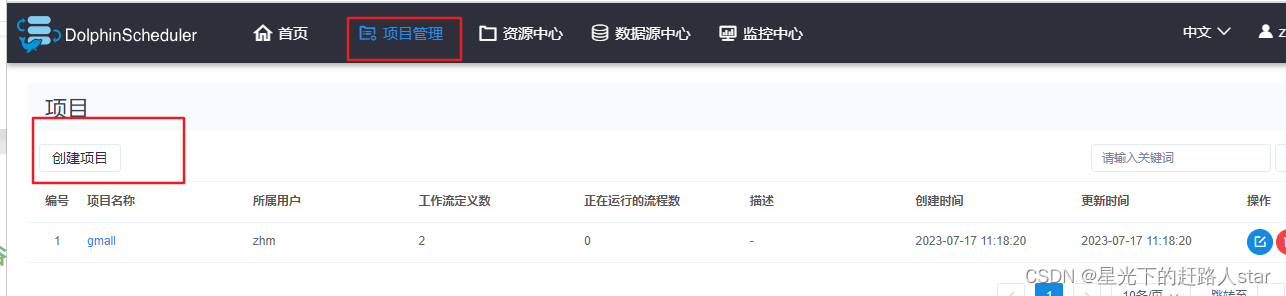 DolphinScheduler 首页 项目管理 资源中心 数据源中心 监控中心 中文 z
项目
创建项目 请输入关键词
编号 项目名称 所属用户 工作流定义数 正在运行的流程数 描述 创建时间 更新时间 操作
1 gmall zhm 2 0 - 2023-07-17 11:18:20 2023-07-17 11:18:20
1 10条/页 跳转至
CSDN @星光下的赶路人star